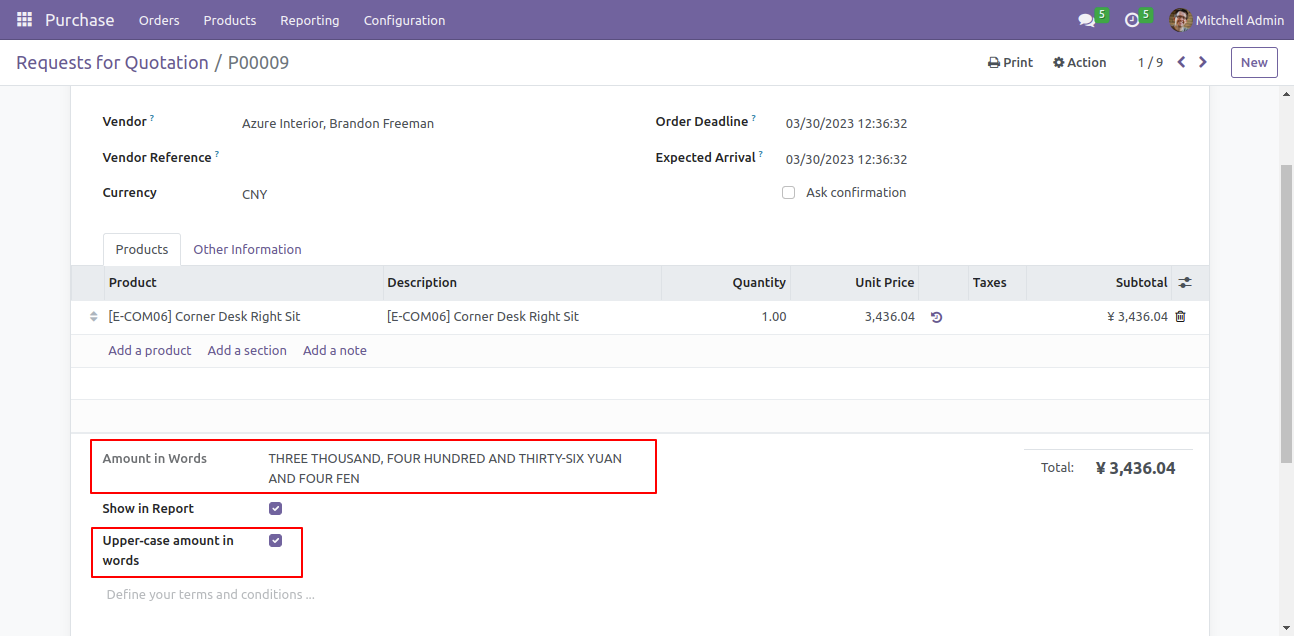 Purchase Orders Products Reporting Configuration 5 5 Mitchell Admin
Requests for Quotation / P00009 Print Action 1 / 9 New
Vendor ? Azure Interior, Brandon Freeman Order Deadline ? 03/30/2023 12:36:32
Vendor Reference ? Expected Arrival ? 03/30/2023 12:36:32
Currency CNY Ask confirmation
Products Other Information
Product Description Quantity Unit Price Taxes Subtotal
[E-COM06] Corner Desk Right Sit [E-COM06] Corner Desk Right Sit 1.00 3,436.04 ¥ 3,436.04
Add a product Add a section Add a note
Amount in Words THREE THOUSAND, FOUR HUNDRED AND THIRTY-SIX YUAN
AND FOUR FEN
Total: ¥ 3,436.04
Show in Report
Upper-case amount in
words
Define your terms and conditions ...